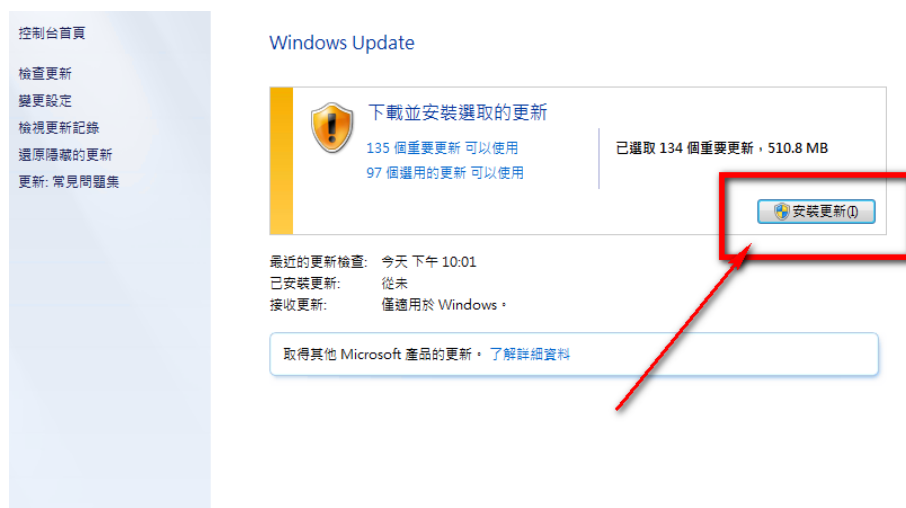 控制台首頁
檢查更新
變更設定
檢視更新記錄
還原隱藏的更新
更新: 常見問題集
Windows Update
下載並安裝選取的更新
135 個重要更新 可以使用
97 個選用的更新 可以使用
已選取 134 個重要更新，510.8 MB
安裝更新(I)
最近的更新檢查: 今天 下午 10:01
已安裝更新: 從未
接收更新: 僅適用於 Windows。
取得其他 Microsoft 產品的更新。 了解詳細資料